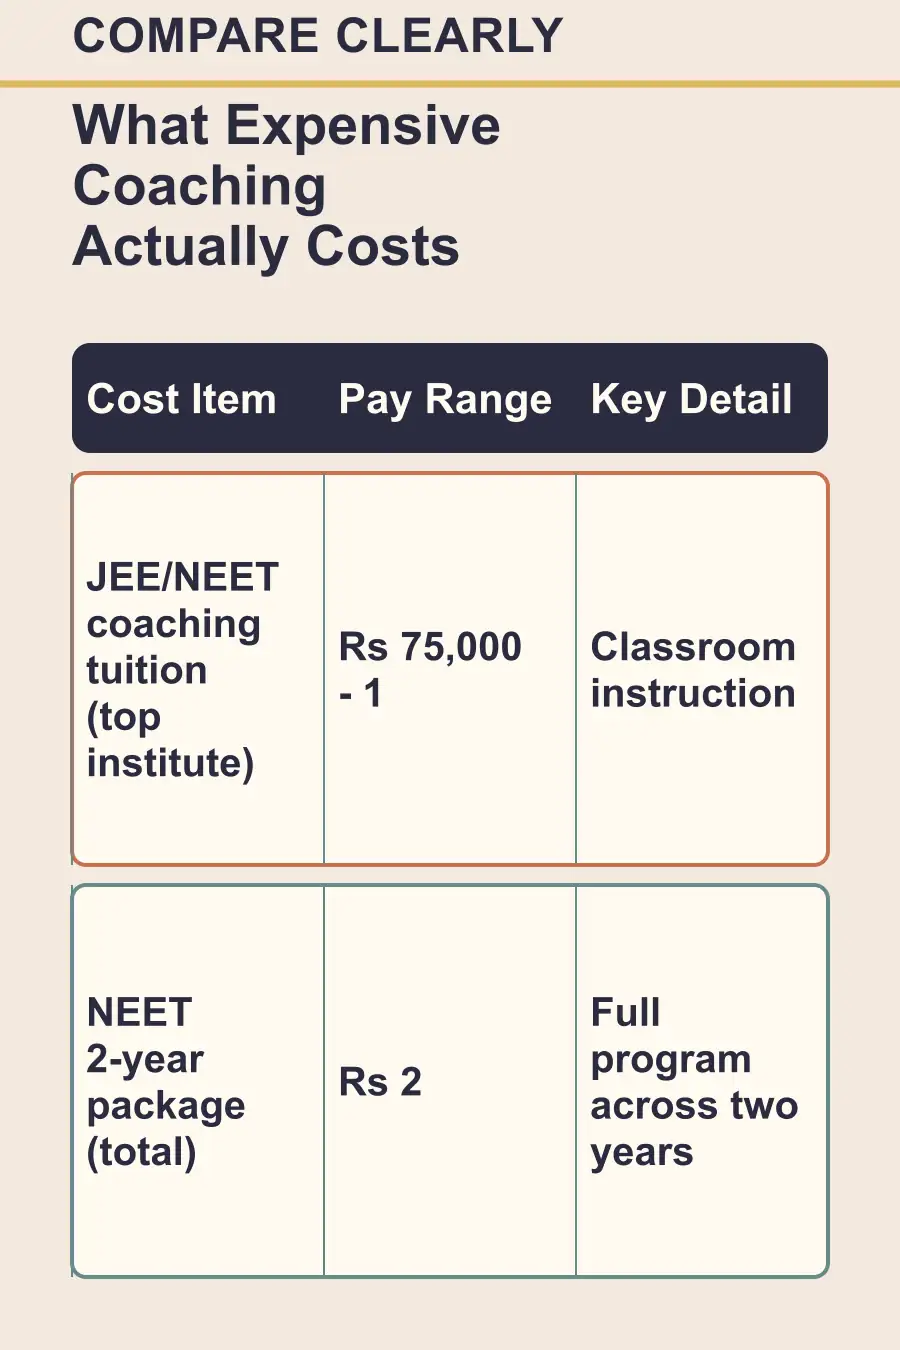 COMPARE CLEARLY
What Expensive
Coaching
Actually Costs
Cost Item Pay Range Key Detail
JEE/NEET
coaching
tuition
(top
institute)
Rs 75,000
- 1
Classroom
instruction
NEET
2-year
package
(total)
Rs 2
Full
program
across two
years